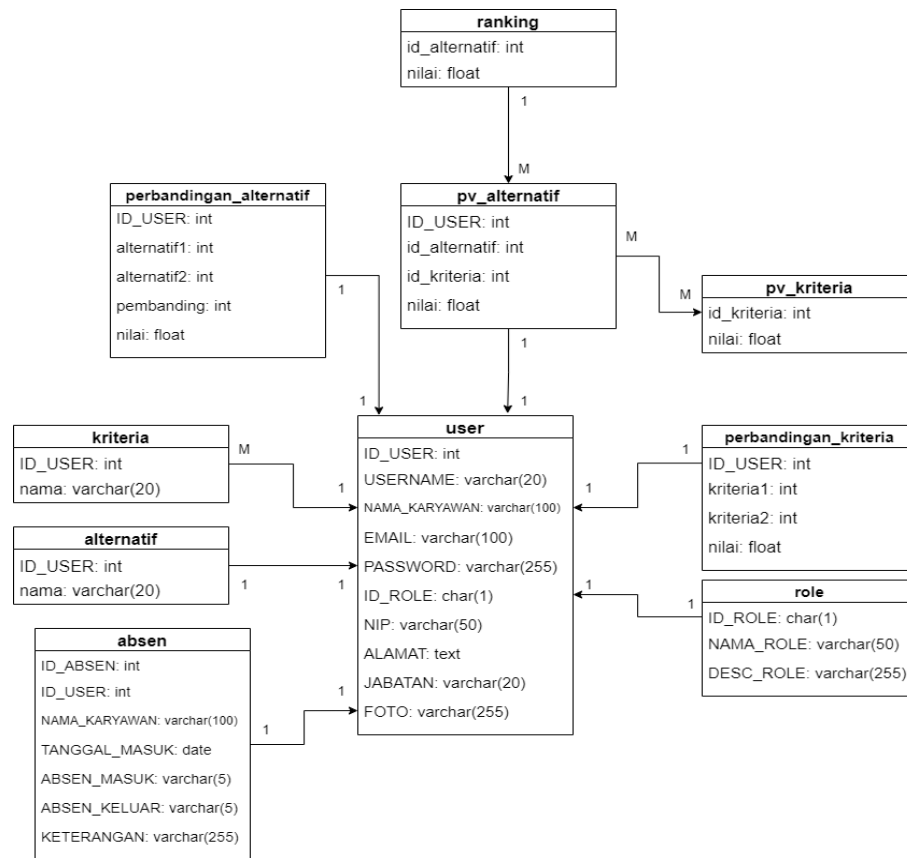 ranking
id_alternatif: int
nilai: float
1
M
perbandingan_alternatif
ID_USER: int
alternatif1: int
alternatif2: int
pembanding: int
nilai: float
1
1
pv_alternatif
ID_USER: int
id_alternatif: int
id_kriteria: int
nilai: float
M
M
1
1
pv_kriteria
id_kriteria: int
nilai: float
kriteria
ID_USER: int
nama: varchar(20)
M
1
user
ID_USER: int
USERNAME: varchar(20)
NAMA_KARYAWAN: varchar(100)
EMAIL: varchar(100)
PASSWORD: varchar(255)
ID_ROLE: char(1)
NIP: varchar(50)
ALAMAT: text
JABATAN: varchar(20)
FOTO: varchar(255)
perbandingan_kriteria
ID_USER: int
kriteria1: int
kriteria2: int
nilai: float
1
1
alternatif
ID_USER: int
nama: varchar(20)
1
1
role
ID_ROLE: char(1)
NAMA_ROLE: varchar(50)
DESC_ROLE: varchar(255)
1
1
absen
ID_ABSEN: int
ID_USER: int
NAMA_KARYAWAN: varchar(100)
TANGGAL_MASUK: date
ABSEN_MASUK: varchar(5)
ABSEN_KELUAR: varchar(5)
KETERANGAN: varchar(255)
1
1